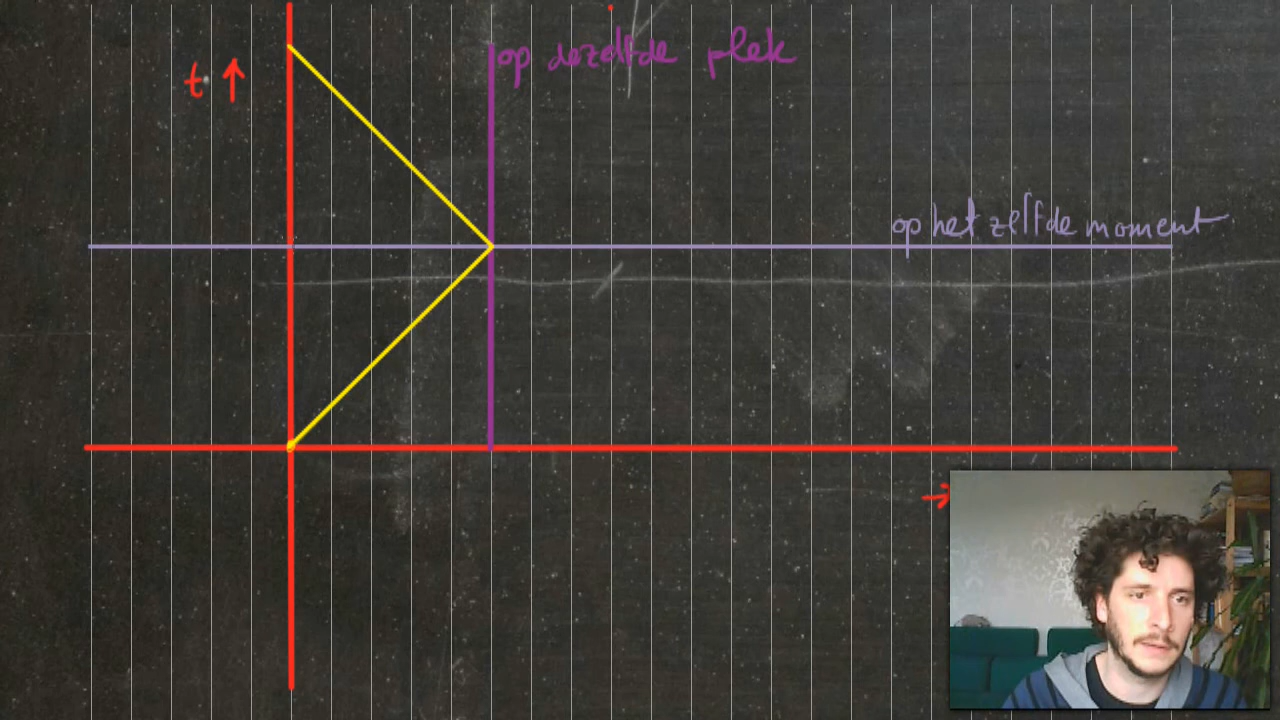 op dezelfde plek
t ↑
op het zelfde moment
→